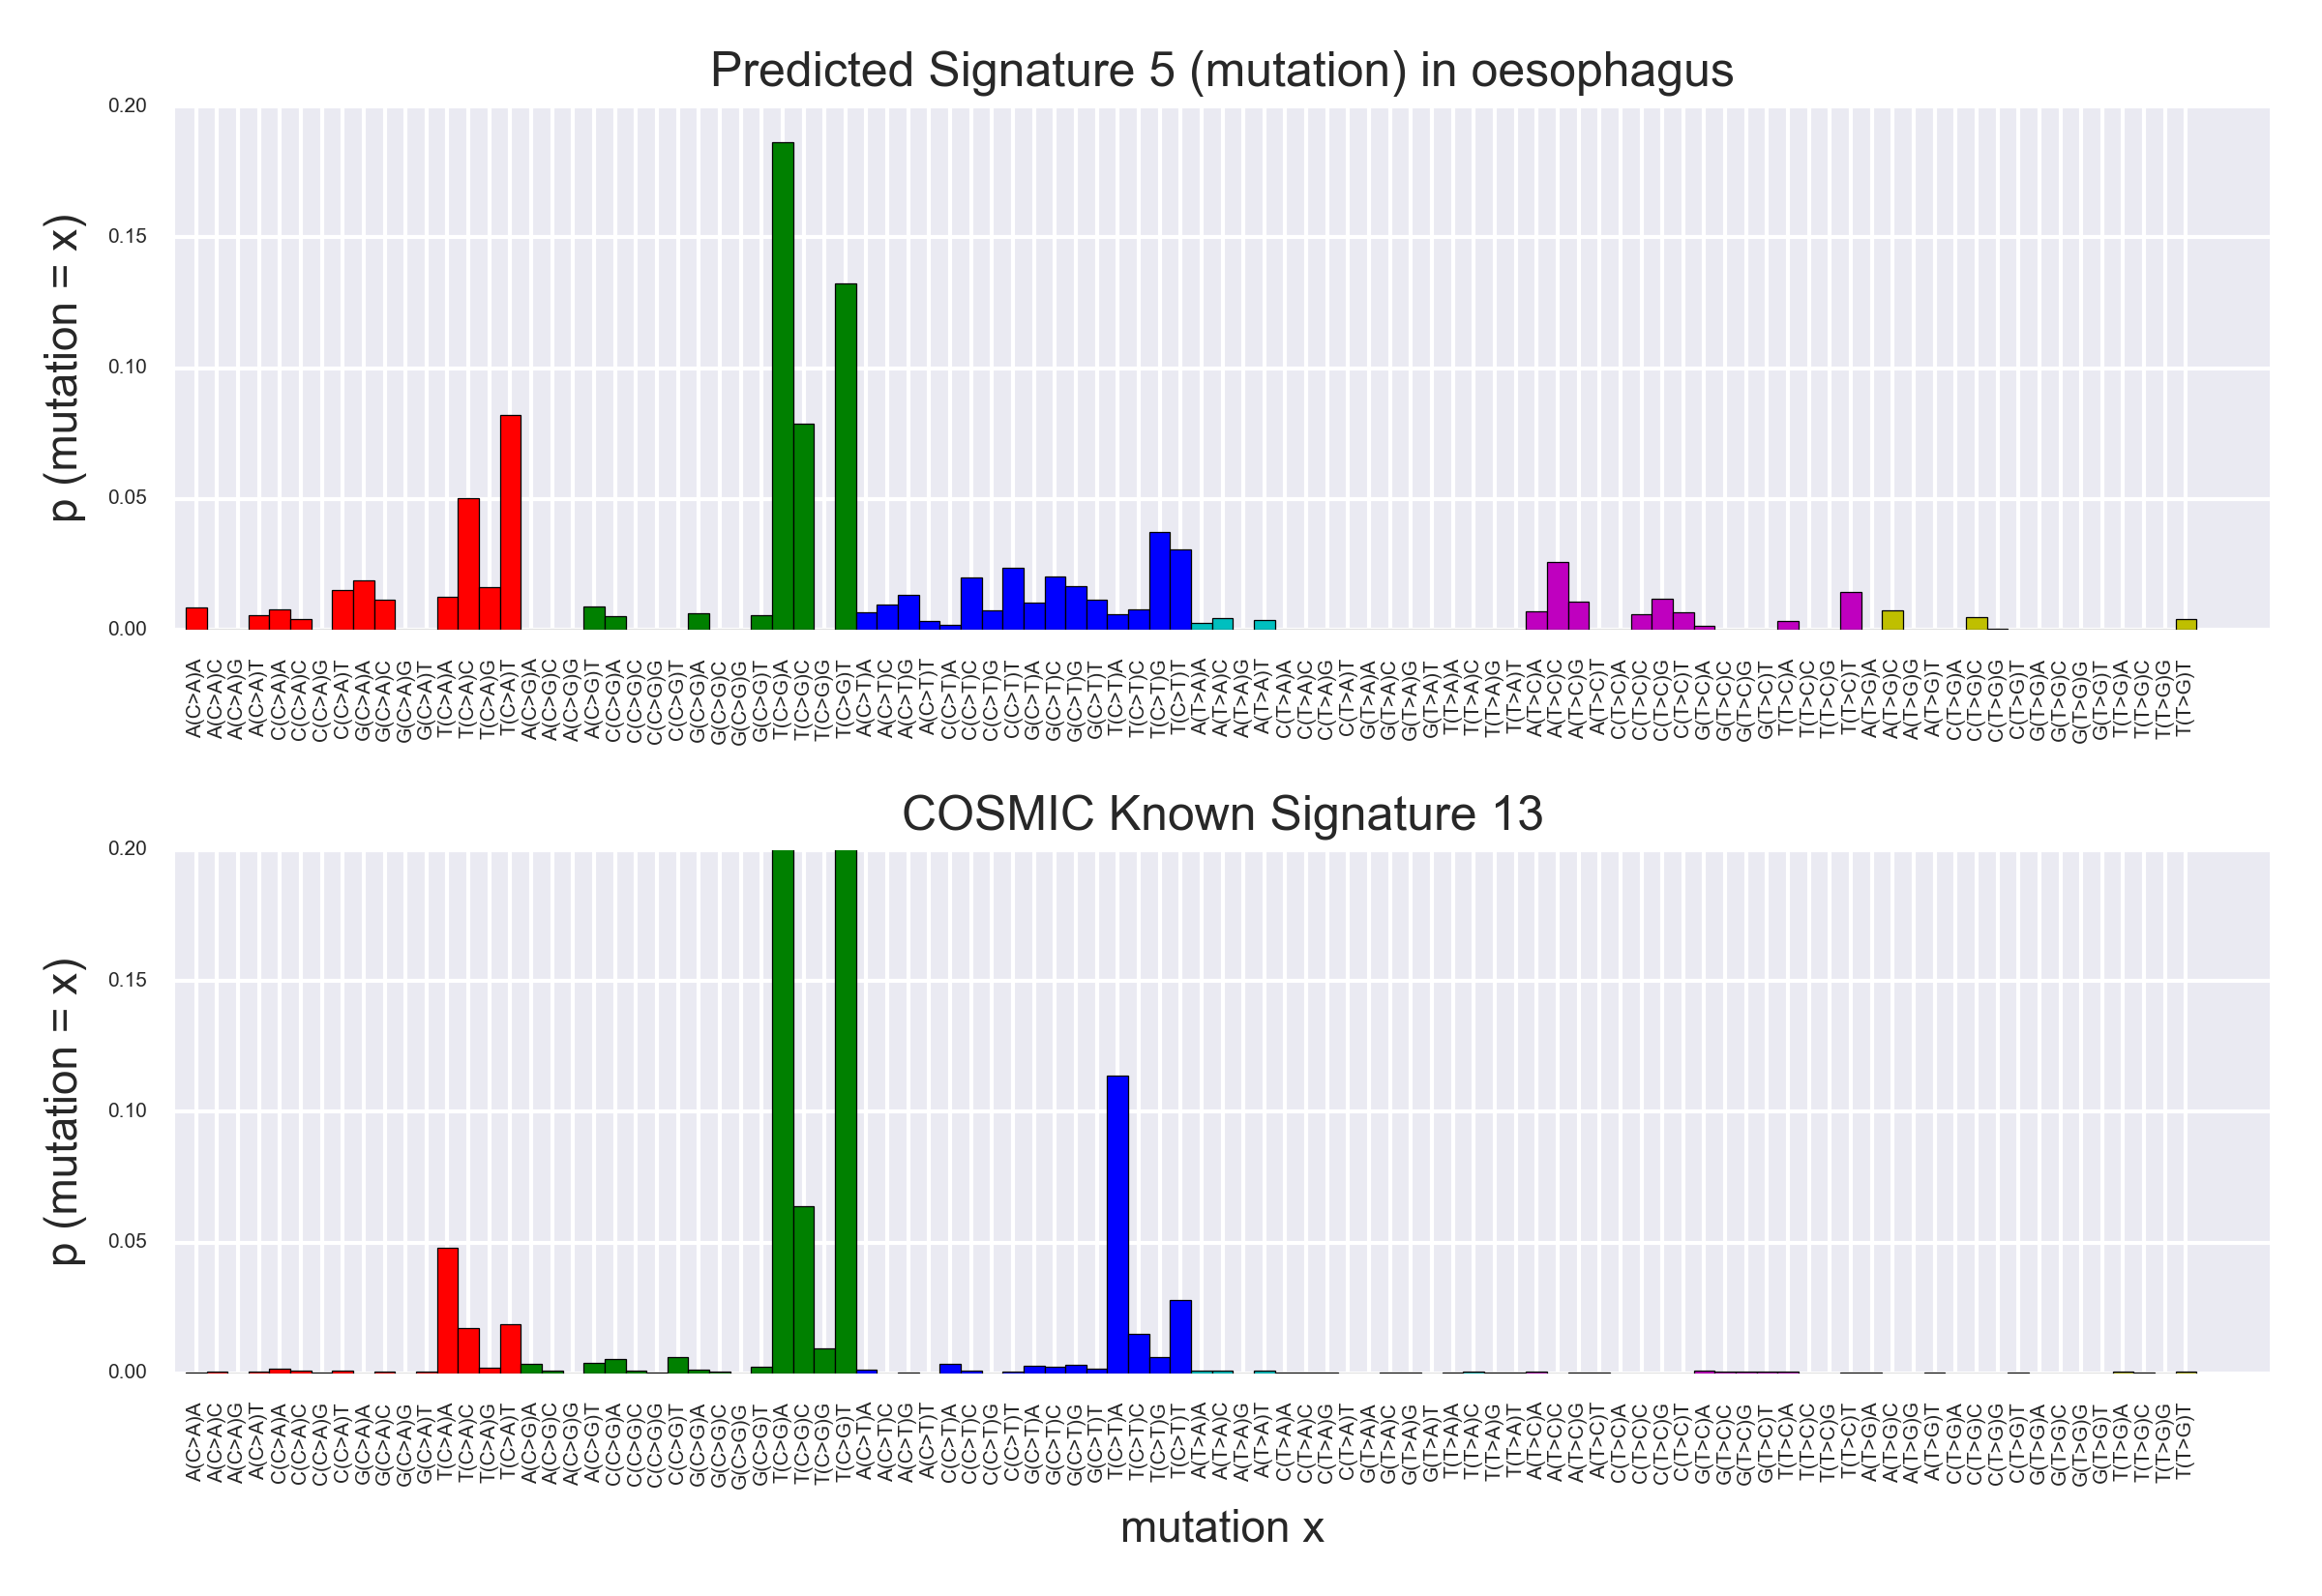 Predicted Signature 5 (mutation) in oesophagus
p (mutation = x)
0.20
0.15
0.10
0.05
0.00
A(C>A)A A(C>A)C A(C>A)G A(C>A)T C(C>A)A C(C>A)C C(C>A)G C(C>A)T G(C>A)A G(C>A)C G(C>A)G G(C>A)T T(C>A)A T(C>A)C T(C>A)G T(C>A)T A(C>G)A A(C>G)C A(C>G)G A(C>G)T C(C>G)A C(C>G)C C(C>G)G C(C>G)T G(C>G)A G(C>G)C G(C>G)G G(C>G)T T(C>G)A T(C>G)C T(C>G)G T(C>G)T A(C>T)A A(C>T)C A(C>T)G A(C>T)T C(C>T)A C(C>T)C C(C>T)G C(C>T)T G(C>T)A G(C>T)C G(C>T)G G(C>T)T T(C>T)A T(C>T)C T(C>T)G T(C>T)T A(T>A)A A(T>A)C A(T>A)G A(T>A)T C(T>A)A C(T>A)C C(T>A)G C(T>A)T G(T>A)A G(T>A)C G(T>A)G G(T>A)T T(T>A)A T(T>A)C T(T>A)G T(T>A)T A(T>C)A A(T>C)C A(T>C)G A(T>C)T C(T>C)A C(T>C)C C(T>C)G C(T>C)T G(T>C)A G(T>C)C G(T>C)G G(T>C)T T(T>C)A T(T>C)C T(T>C)G T(T>C)T A(T>G)A A(T>G)C A(T>G)G A(T>G)T C(T>G)A C(T>G)C C(T>G)G C(T>G)T G(T>G)A G(T>G)C G(T>G)G G(T>G)T T(T>G)A T(T>G)C T(T>G)G T(T>G)T
COSMIC Known Signature 13
p (mutation = x)
0.20
0.15
0.10
0.05
0.00
A(C>A)A A(C>A)C A(C>A)G A(C>A)T C(C>A)A C(C>A)C C(C>A)G C(C>A)T G(C>A)A G(C>A)C G(C>A)G G(C>A)T T(C>A)A T(C>A)C T(C>A)G T(C>A)T A(C>G)A A(C>G)C A(C>G)G A(C>G)T C(C>G)A C(C>G)C C(C>G)G C(C>G)T G(C>G)A G(C>G)C G(C>G)G G(C>G)T T(C>G)A T(C>G)C T(C>G)G T(C>G)T A(C>T)A A(C>T)C A(C>T)G A(C>T)T C(C>T)A C(C>T)C C(C>T)G C(C>T)T G(C>T)A G(C>T)C G(C>T)G G(C>T)T T(C>T)A T(C>T)C T(C>T)G T(C>T)T A(T>A)A A(T>A)C A(T>A)G A(T>A)T C(T>A)A C(T>A)C C(T>A)G C(T>A)T G(T>A)A G(T>A)C G(T>A)G G(T>A)T T(T>A)A T(T>A)C T(T>A)G T(T>A)T A(T>C)A A(T>C)C A(T>C)G A(T>C)T C(T>C)A C(T>C)C C(T>C)G C(T>C)T G(T>C)A G(T>C)C G(T>C)G G(T>C)T T(T>C)A T(T>C)C T(T>C)G T(T>C)T A(T>G)A A(T>G)C A(T>G)G A(T>G)T C(T>G)A C(T>G)C C(T>G)G C(T>G)T G(T>G)A G(T>G)C G(T>G)G G(T>G)T T(T>G)A T(T>G)C T(T>G)G T(T>G)T
mutation x